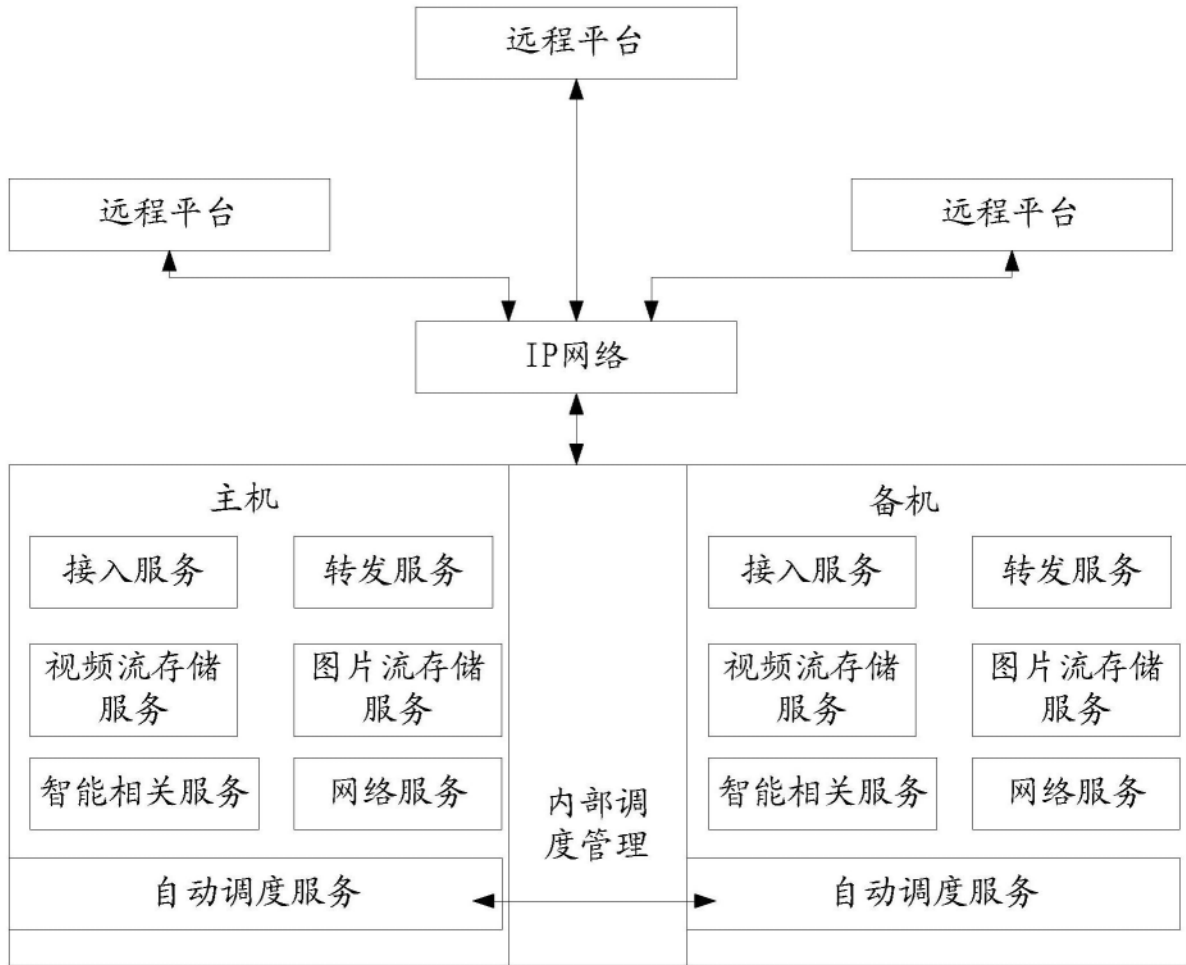 远程平台
远程平台
远程平台
IP网络
主机
接入服务
转发服务
视频流存储
服务
图片流存储
服务
智能相关服务
网络服务
自动调度服务
内部调
度管理
备机
接入服务
转发服务
视频流存储
服务
图片流存储
服务
智能相关服务
网络服务
自动调度服务